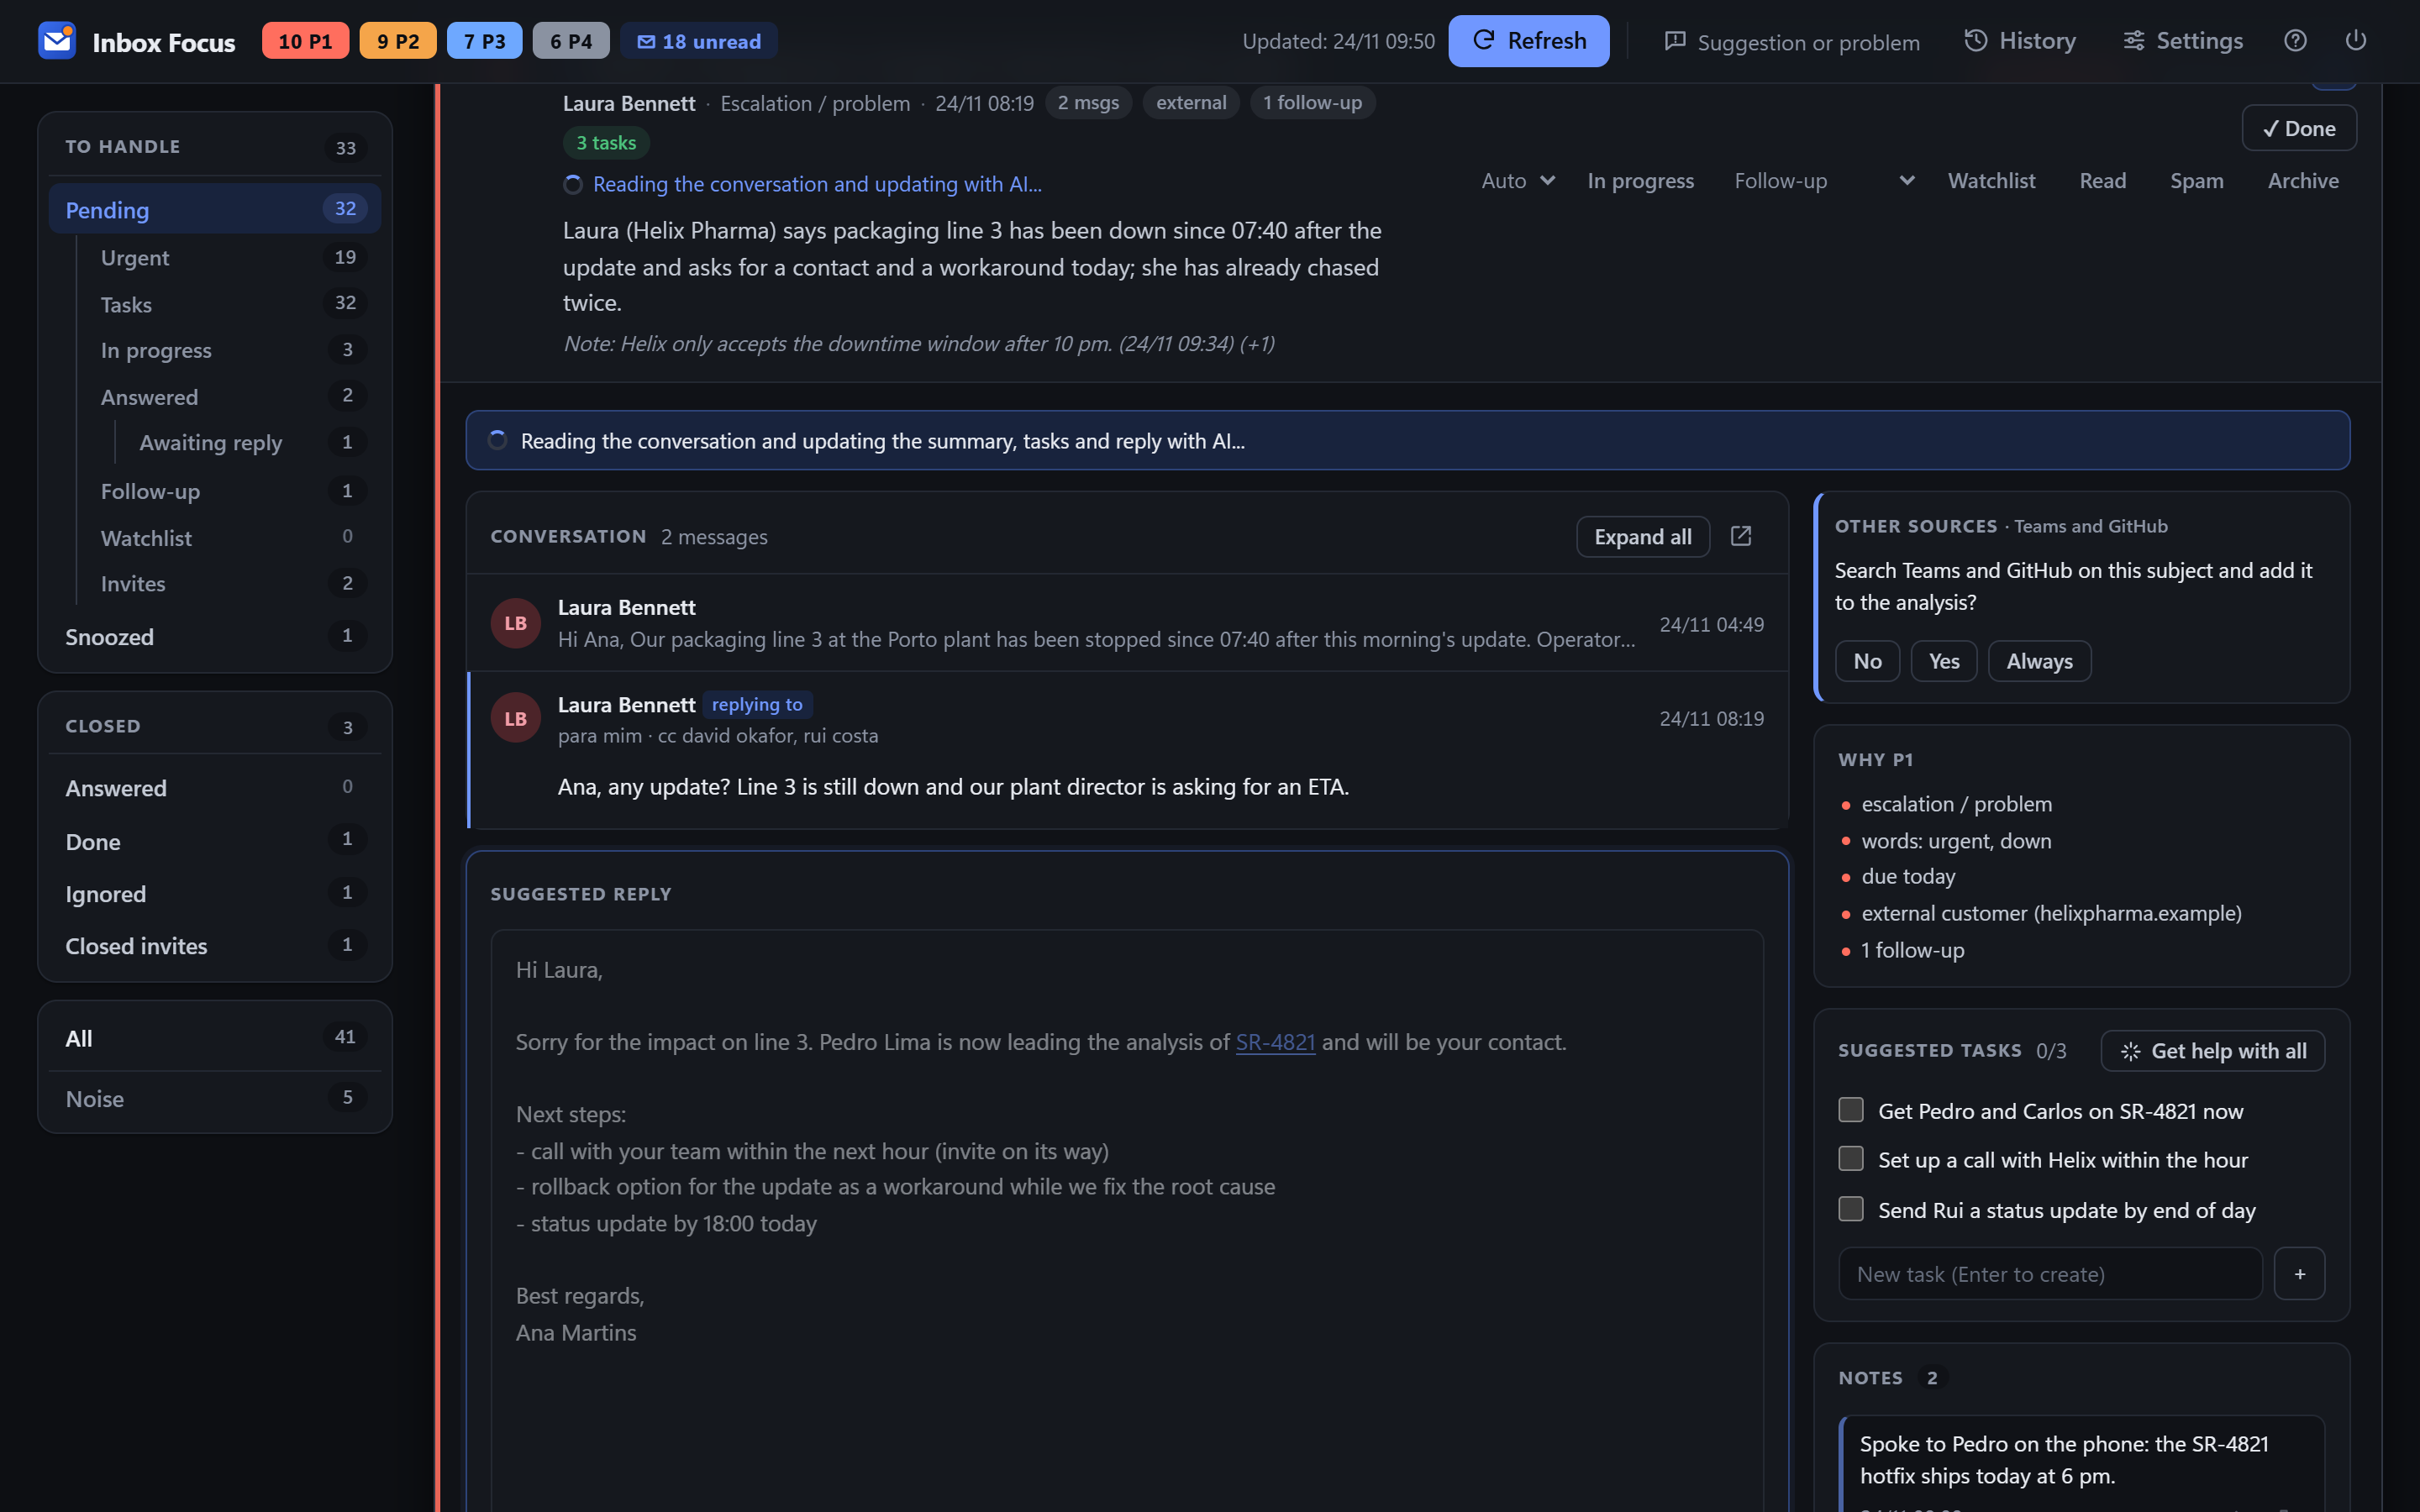 Inbox Focus
10 P1
9 P2
7 P3
6 P4
18 unread
Updated: 24/11 09:50
Refresh
Suggestion or problem
History
Settings
TO HANDLE 33
Pending 32
Urgent 19
Tasks 32
In progress 3
Answered 2
Awaiting reply 1
Follow-up 1
Watchlist 0
Invites 2
Snoozed 1
CLOSED 3
Answered 0
Done 1
Ignored 1
Closed invites 1
All 41
Noise 5
Laura Bennett · Escalation / problem · 24/11 08:19 2 msgs external 1 follow-up
3 tasks
✓ Done
Reading the conversation and updating with AI...
Auto In progress Follow-up Watchlist Read Spam Archive
Laura (Helix Pharma) says packaging line 3 has been down since 07:40 after the
update and asks for a contact and a workaround today; she has already chased
twice.
Note: Helix only accepts the downtime window after 10 pm. (24/11 09:34) (+1)
Reading the conversation and updating the summary, tasks and reply with AI...
CONVERSATION 2 messages
Expand all
LB
Laura Bennett
Hi Ana, Our packaging line 3 at the Porto plant has been stopped since 07:40 after this morning's update. Operator...
24/11 04:49
LB
Laura Bennett replying to
para mim · cc david okafor, rui costa
24/11 08:19
Ana, any update? Line 3 is still down and our plant director is asking for an ETA.
SUGGESTED REPLY
Hi Laura,
Sorry for the impact on line 3. Pedro Lima is now leading the analysis of SR-4821 and will be your contact.
Next steps:
- call with your team within the next hour (invite on its way)
- rollback option for the update as a workaround while we fix the root cause
- status update by 18:00 today
Best regards,
Ana Martins
OTHER SOURCES · Teams and GitHub
Search Teams and GitHub on this subject and add it
to the analysis?
No Yes Always
WHY P1
escalation / problem
words: urgent, down
due today
external customer (helixpharma.example)
1 follow-up
SUGGESTED TASKS 0/3
Get help with all
Get Pedro and Carlos on SR-4821 now
Set up a call with Helix within the hour
Send Rui a status update by end of day
New task (Enter to create)
+
NOTES 2
Spoke to Pedro on the phone: the SR-4821
hotfix ships today at 6 pm.